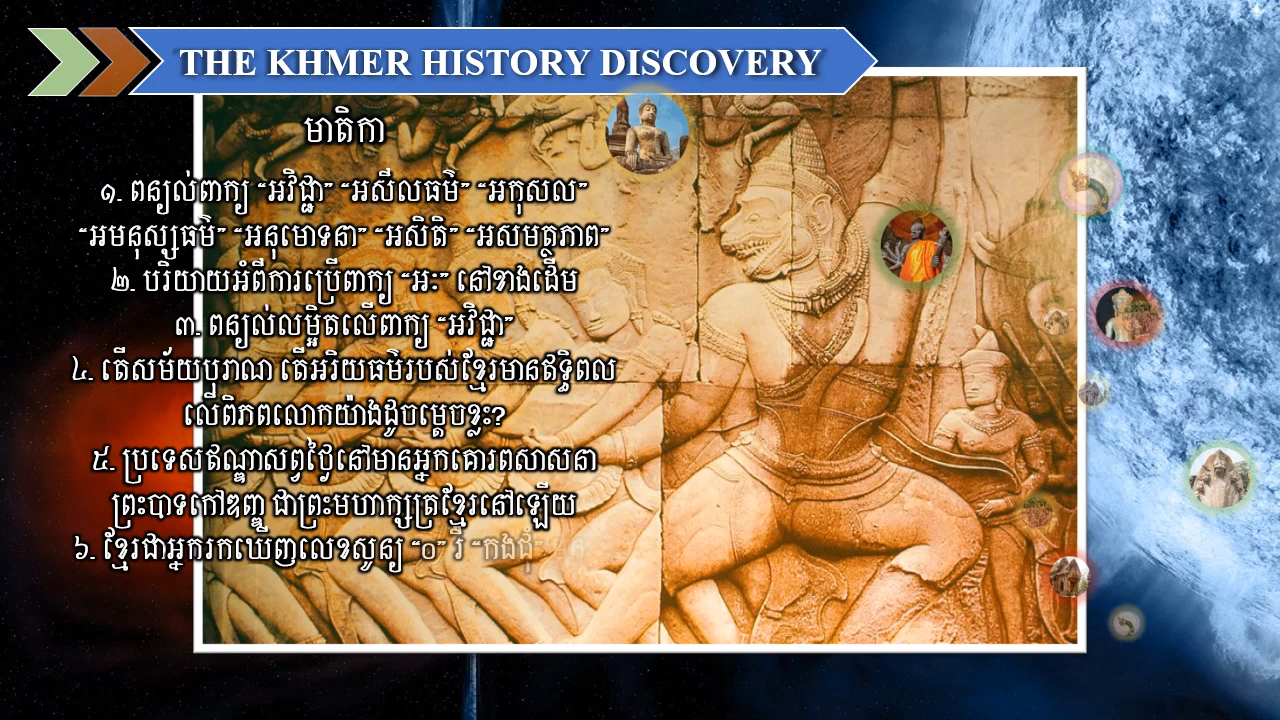 THE KHMER HISTORY DISCOVERY
មាតិកា
១. ពន្យល់ពាក្យ “អវិជ្ជា” “អសីលធម៌” “អកុសល”
“អមនុស្សធម៌” “អនុមោទនា” “អសិតិ” “អសមត្ថភាព”
២. បរិយាយអំពីការប្រើពាក្យ “អៈ” នៅខាងដើម
៣. ពន្យល់លម្អិតលើពាក្យ “អវិជ្ជា”
៤. តើសម័យបុរាណ តើអរិយធម៌របស់ខ្មែរមានឥទ្ធិពល
លើពិភពលោកយ៉ាងដូចម្តេចខ្លះ?
៥. ប្រទេសឥណ្ឌាសព្វថ្ងៃនៅមានអ្នកគោរពសាសនា
ព្រះបាទកៅឌញ្ញ ជាព្រះមហាក្សត្រខ្មែរនៅឡើយ
៦. ខ្មែរជាអ្នករកឃើញលេខសូន្យ “០” រឺ “កងជុំ”